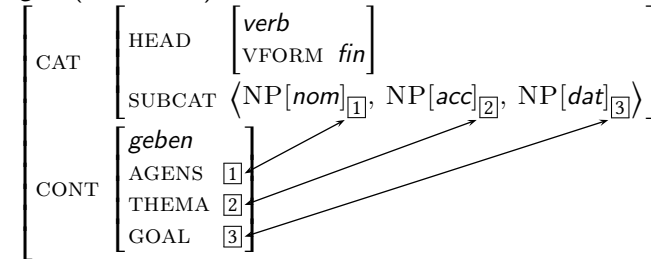 verb
HEAD
VFORM fin
CAT
SUBCAT ⟨NP[nom]1, NP[acc]2, NP[dat]3⟩
geben
AGENS 1
CONT
THEMA 2
GOAL 3